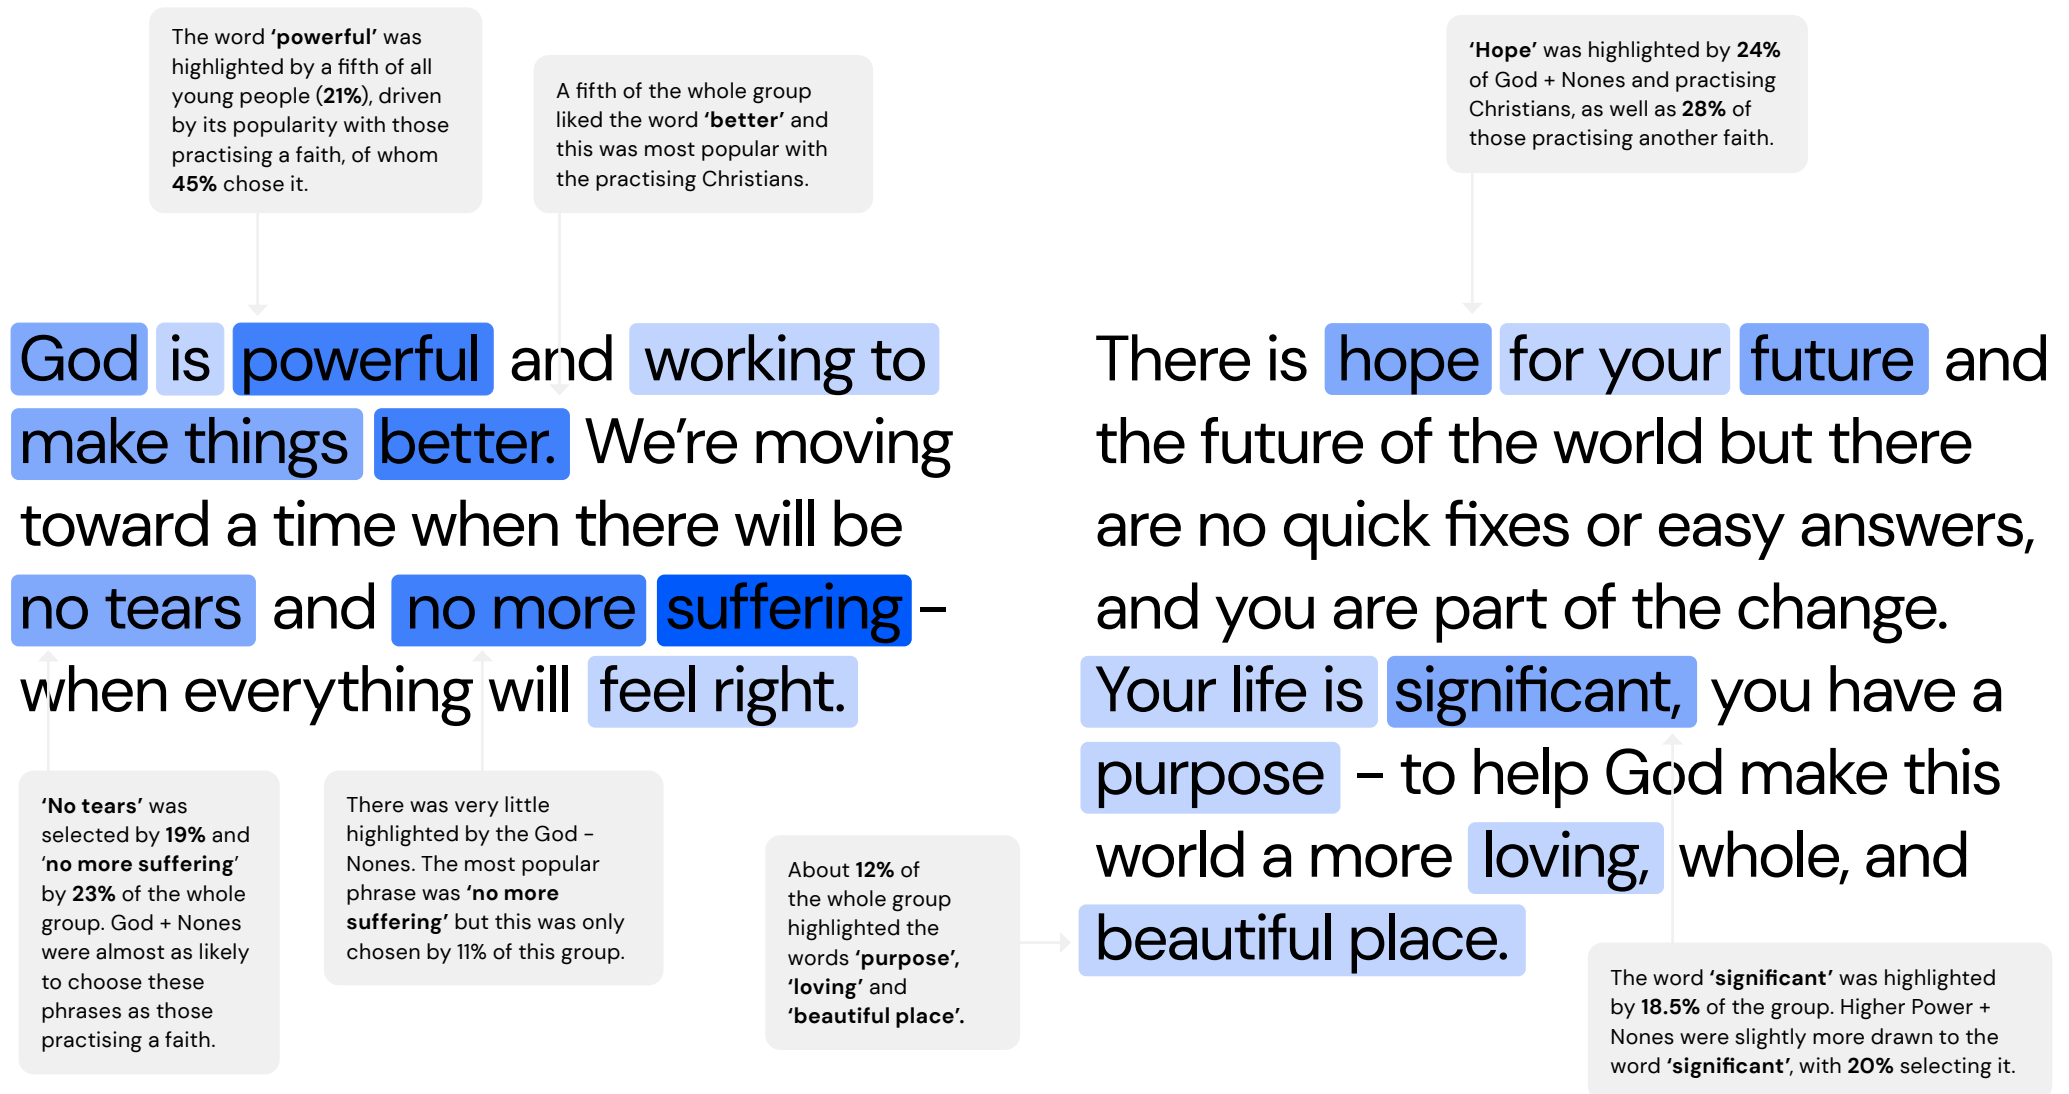 The word ‘powerful’ was
highlighted by a fifth of all
young people (21%), driven
by its popularity with those
practising a faith, of whom
45% chose it.
A fifth of the whole group
liked the word ‘better’ and
this was most popular with
the practising Christians.
God is powerful and working to
make things better. We’re moving
toward a time when there will be
no tears and no more suffering –
when everything will feel right.
‘No tears’ was
selected by 19% and
‘no more suffering’
by 23% of the whole
group. God + Nones
were almost as likely
to choose these
phrases as those
practising a faith.
There was very little
highlighted by the God –
Nones. The most popular
phrase was ‘no more
suffering’ but this was only
chosen by 11% of this group.
‘Hope’ was highlighted by 24%
of God + Nones and practising
Christians, as well as 28% of
those practising another faith.
There is hope for your future and
the future of the world but there
are no quick fixes or easy answers,
and you are part of the change.
Your life is significant, you have a
purpose – to help God make this
world a more loving, whole, and
beautiful place.
About 12% of
the whole group
highlighted the
words ‘purpose’,
‘loving’ and
‘beautiful place’.
The word ‘significant’ was highlighted
by 18.5% of the group. Higher Power +
Nones were slightly more drawn to the
word ‘significant’, with 20% selecting it.